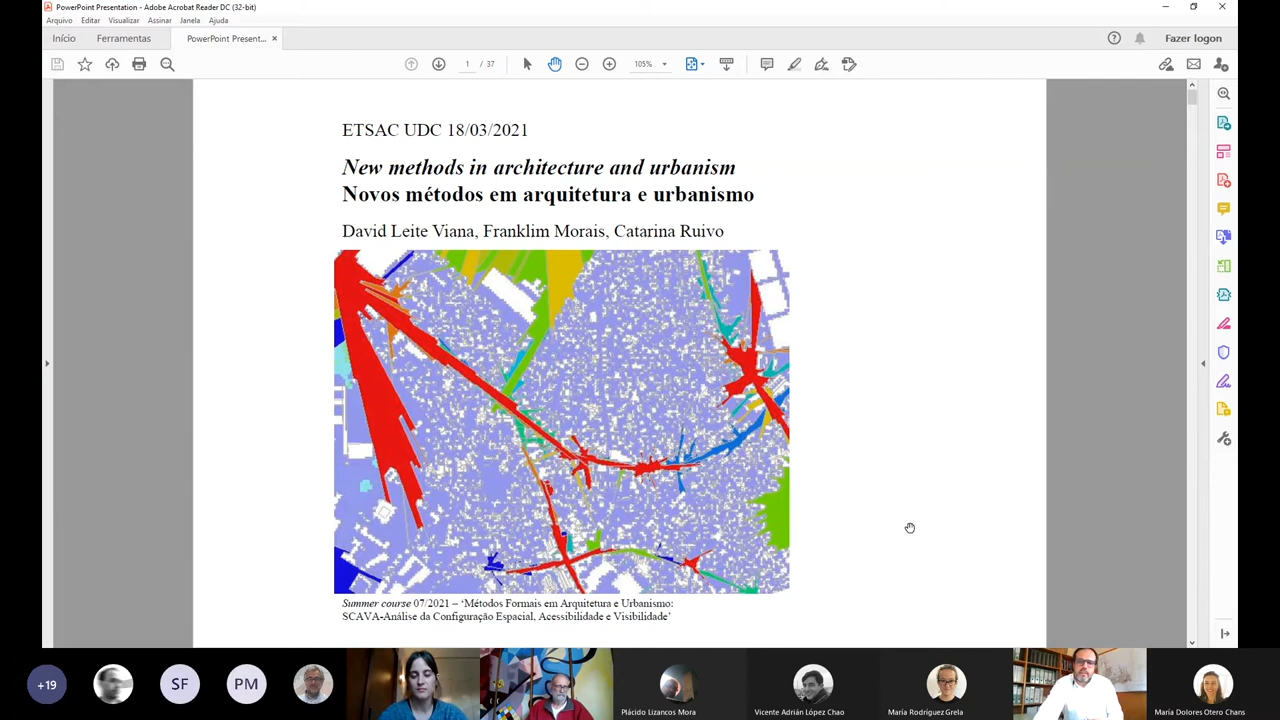 PowerPoint Presentation - Adobe Acrobat Reader DC (32-bit)
Arquivo Editar Visualizar Assinar Janela Ajuda
Início Ferramentas PowerPoint Present... ×
Fazer logon
1 / 37
105%
ETSAC UDC 18/03/2021
New methods in architecture and urbanism
Novos métodos em arquitetura e urbanismo
David Leite Viana, Franklim Morais, Catarina Ruivo
Summer course 07/2021 – ‘Métodos Formais em Arquitetura e Urbanismo:
SCAVA-Análise da Configuração Espacial, Acessibilidade e Visibilidade’
+19
SF
PM
Plácido Lizancos Mora
Vicente Adrián López Chao
María Rodríguez Grela
María Dolores Otero Chans